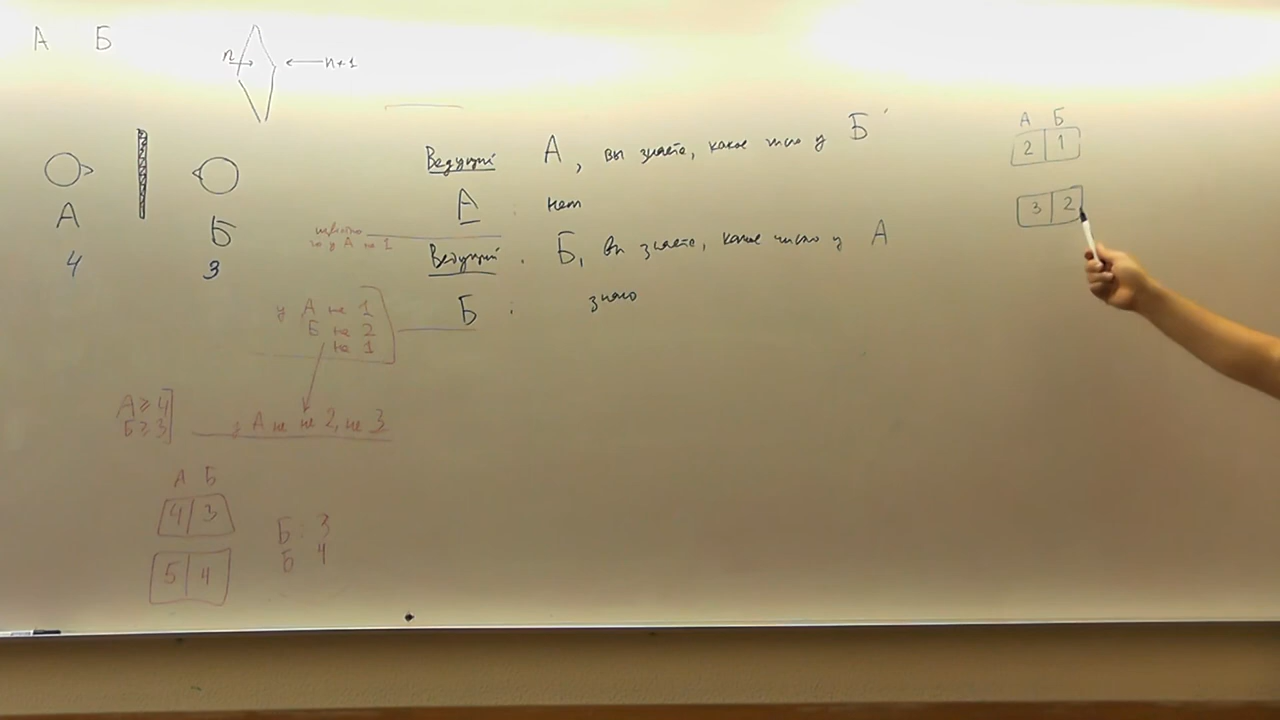 А Б
n
n+1
А
4
Б
3
Ведущий А, вы знаете, какое число у Б
А : нет
Ведущий . Б, вы знаете, какое число у А
Б : знаю
известно
го у А не 1
у А не 1
Б не 2
не 1
у А не не 2, не 3
А ≥ 4
Б ≥ 3
А Б
4 3
5 4
Б : 3
Б 4
А Б
2 1
3 2